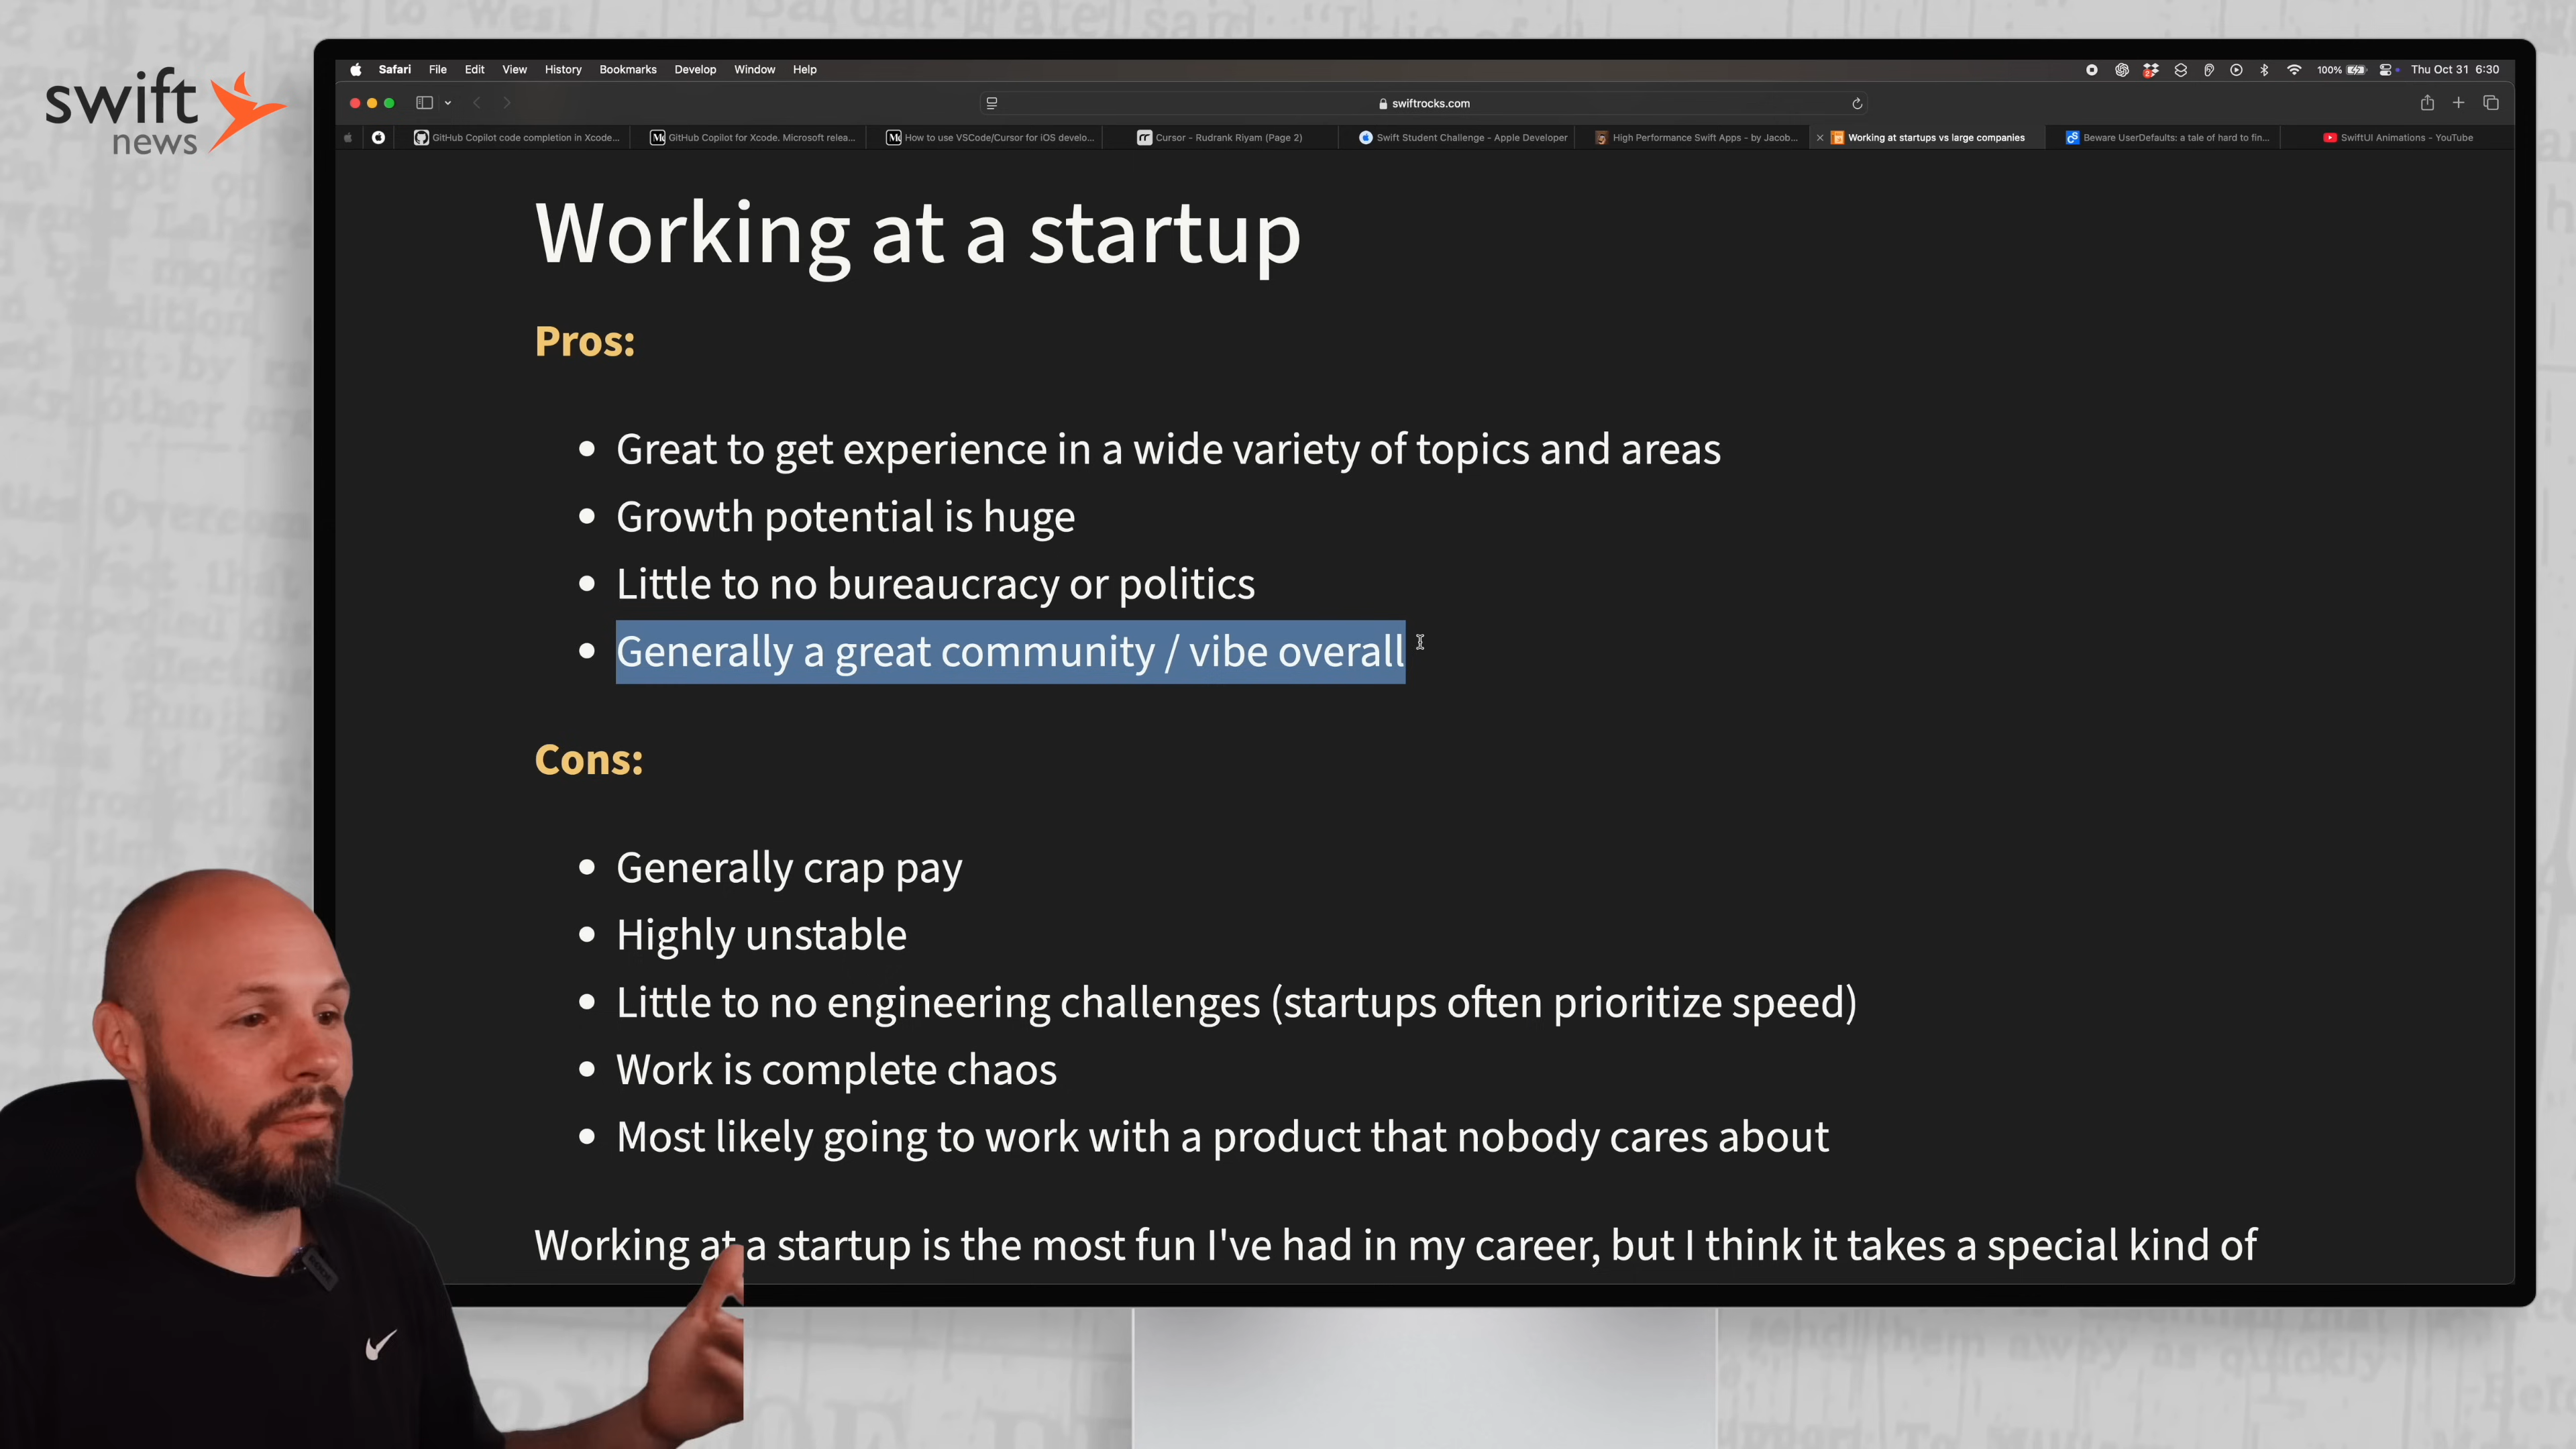 swift
news
Safari File Edit View History Bookmarks Develop Window Help
100% Thu Oct 31 6:30
swiftrocks.com
GitHub Copilot code completion in Xcode...
GitHub Copilot for Xcode. Microsoft relea...
How to use VSCode/Cursor for iOS develo...
Cursor - Rudrank Riyam (Page 2)
Swift Student Challenge - Apple Developer
High Performance Swift Apps - by Jacob...
Working at startups vs large companies
Beware UserDefaults: a tale of hard to fin...
SwiftUI Animations - YouTube
Working at a startup
Pros:
• Great to get experience in a wide variety of topics and areas
• Growth potential is huge
• Little to no bureaucracy or politics
• Generally a great community / vibe overall
Cons:
• Generally crap pay
• Highly unstable
• Little to no engineering challenges (startups often prioritize speed)
• Work is complete chaos
• Most likely going to work with a product that nobody cares about
Working at a startup is the most fun I've had in my career, but I think it takes a special kind of